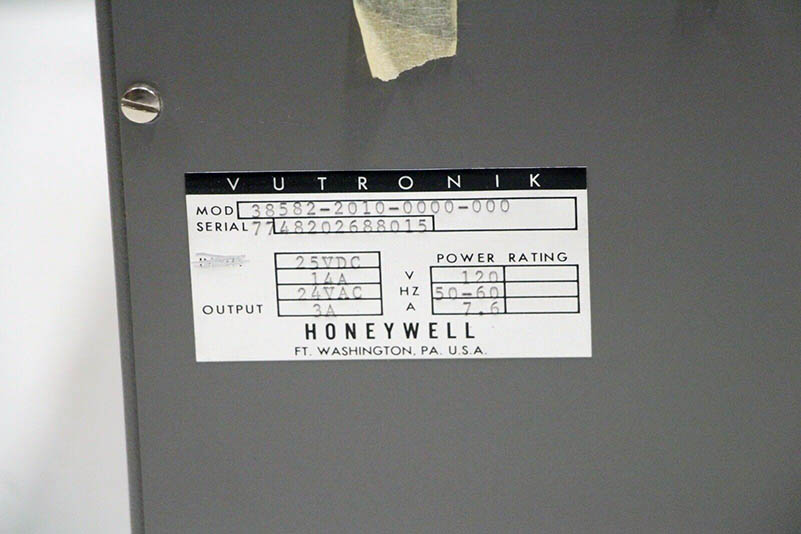 VUTRONIK
MOD 38582-2010-0000-000
SERIAL 7748202688015
25VDC
14A
24VAC
OUTPUT 3A
POWER RATING
V 120
HZ 50-60
A 7.6
HONEYWELL
FT. WASHINGTON, PA. U.S.A.